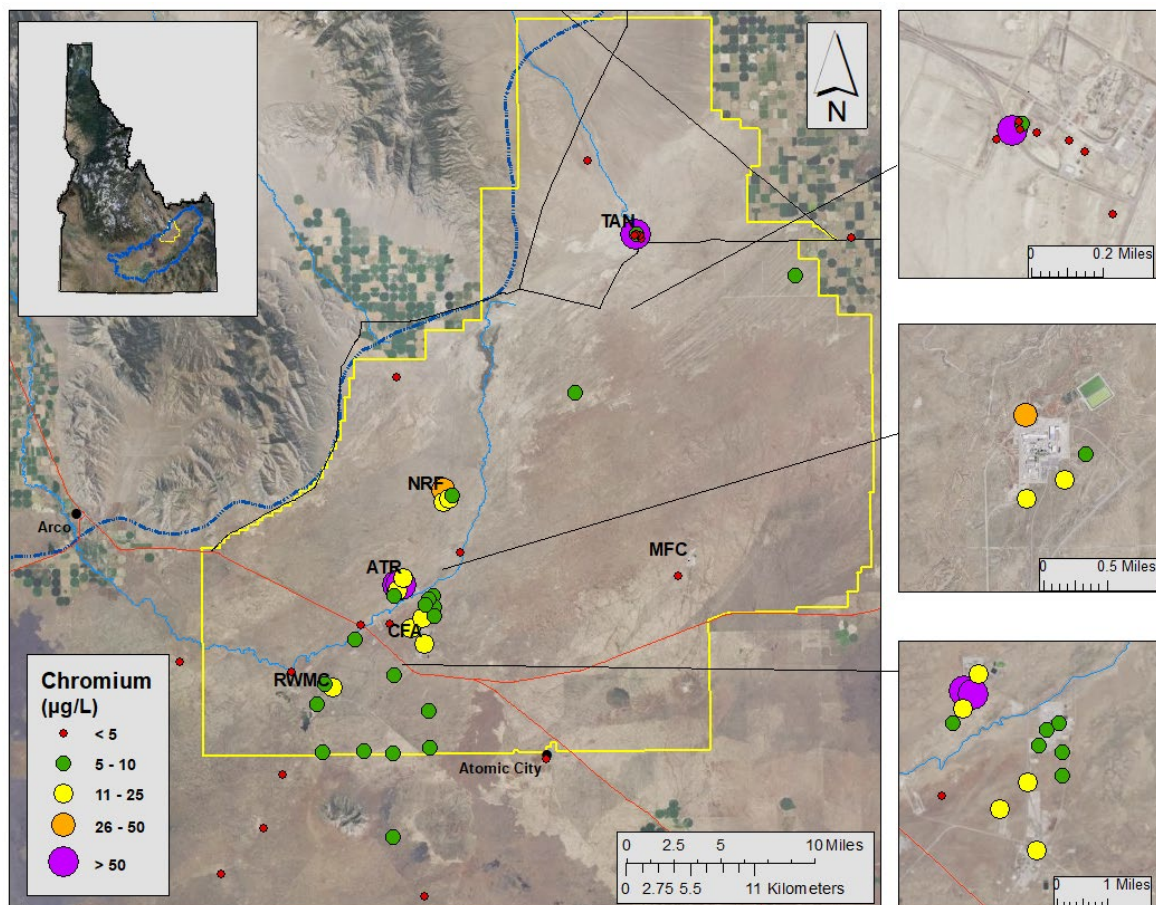 N
TAN
NRF
Arco
ATR
MFC
CFA
RWMC
Atomic City
Chromium
(µg/L)
< 5
5 - 10
11 - 25
26 - 50
> 50
0 2.75 5.5 11 Kilometers
0 2.5 5 10 Miles
0 0.2 Miles
0 0.5 Miles
0 1 Miles